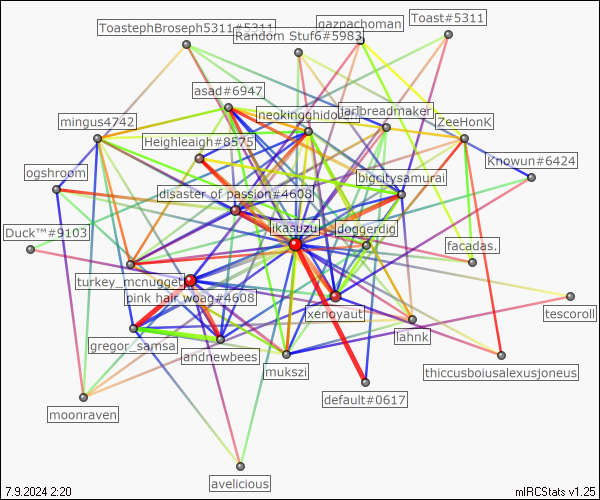 ToastephBroseph5311#5311
gazpachoman
Toast#5311
Random Stuf6#5983
asad#6947
neokingghidora
jarlbreadmaker
mingus4742
ZeeHonK
Heighleaigh#8575
Knowun#6424
ogshroom
bigcitysamurai
disaster of passion#4608
ikasuzu
doggerdig
Duck™#9103
facadas.
turkey_mcnugget
pink hair woag#4608
xenoyaut
tescoroll
gregor_samsa
lahnk
andnewbees
mukszi
thiccusboiusalexusjoneus
default#0617
moonraven
avelicious
7.9.2024 2:20
mIRCStats v1.25